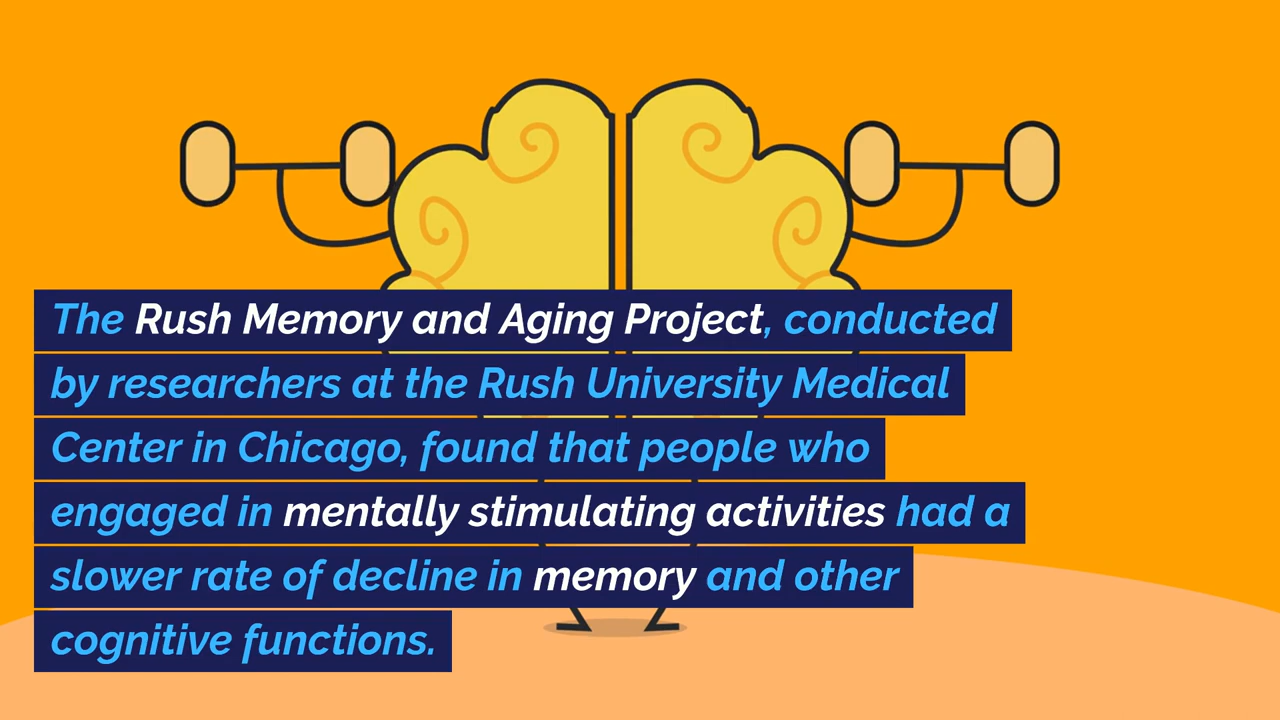 The Rush Memory and Aging Project, conducted
by researchers at the Rush University Medical
Center in Chicago, found that people who
engaged in mentally stimulating activities had a
slower rate of decline in memory and other
cognitive functions.